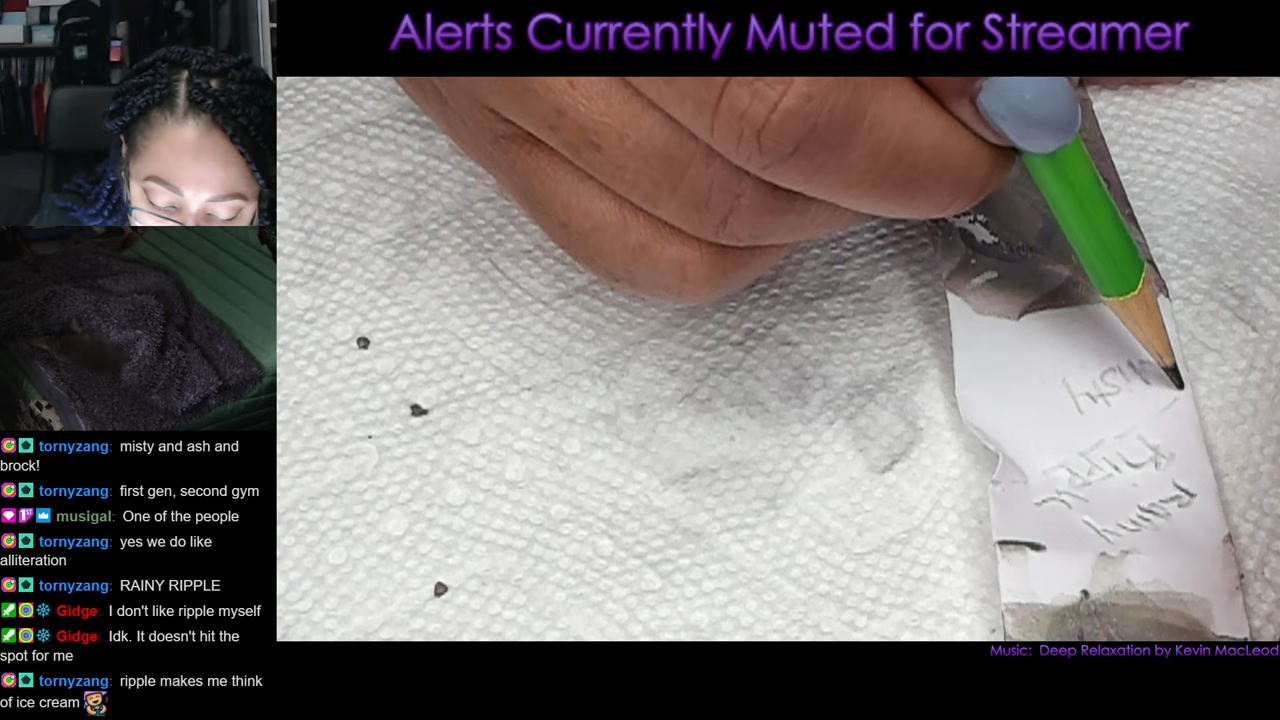 Alerts Currently Muted for Streamer
tornyzang: misty and ash and
brock!
tornyzang: first gen, second gym
1ST musigal: One of the people
tornyzang: yes we do like
alliteration
tornyzang: RAINY RIPPLE
Gidge: I don't like ripple myself
Gidge: Idk. It doesn't hit the
spot for me
tornyzang: ripple makes me think
of ice cream
Misty
Rainy
Music: Deep Relaxation by Kevin MacLeod